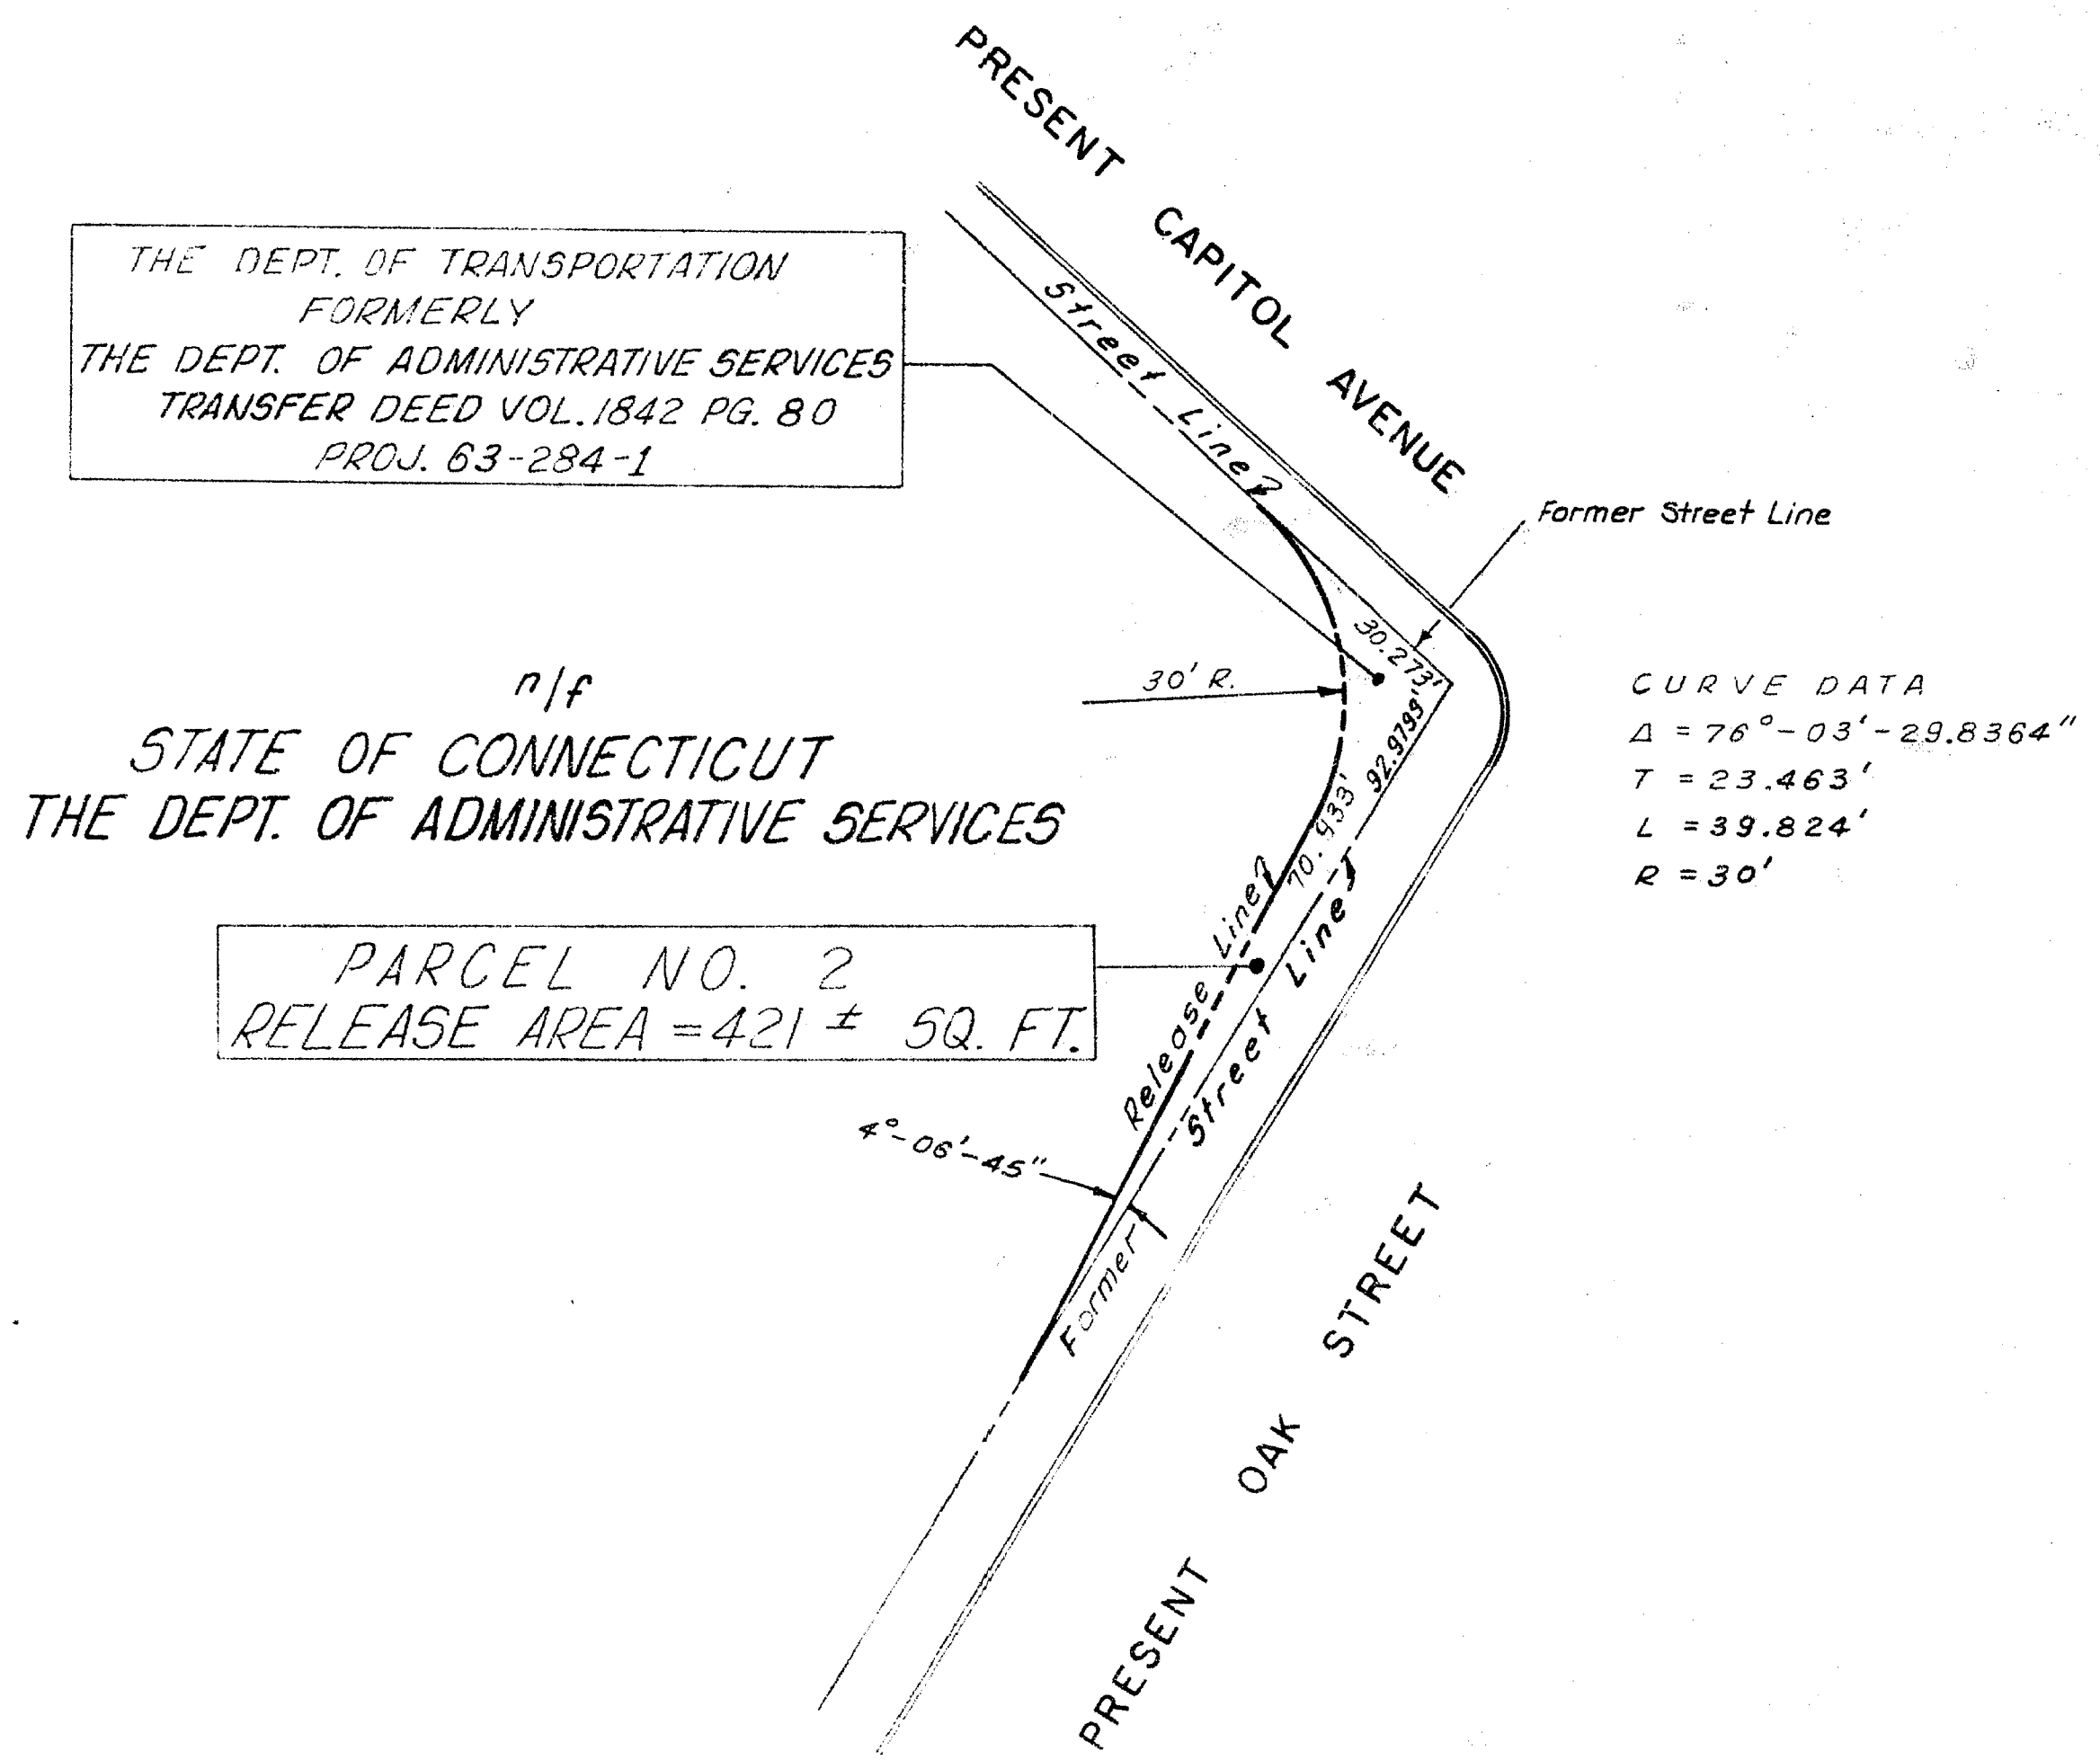 PRESENT CAPITOL AVENUE
THE DEPT. OF TRANSPORTATION
FORMERLY
THE DEPT. OF ADMINISTRATIVE SERVICES
TRANSFER DEED VOL. 1842 PG. 80
PROJ. 63-284-1
Street Line
Former Street Line
30.273'
30' R.
92.9799'
70.933'
n/f
STATE OF CONNECTICUT
THE DEPT. OF ADMINISTRATIVE SERVICES
CURVE DATA
Δ = 76°-03'-29.8364"
T = 23.463'
L = 39.824'
R = 30'
PARCEL NO. 2
RELEASE AREA = 421 ± SQ. FT.
Release Line
Former Street Line
4°-06'-45"
PRESENT OAK STREET